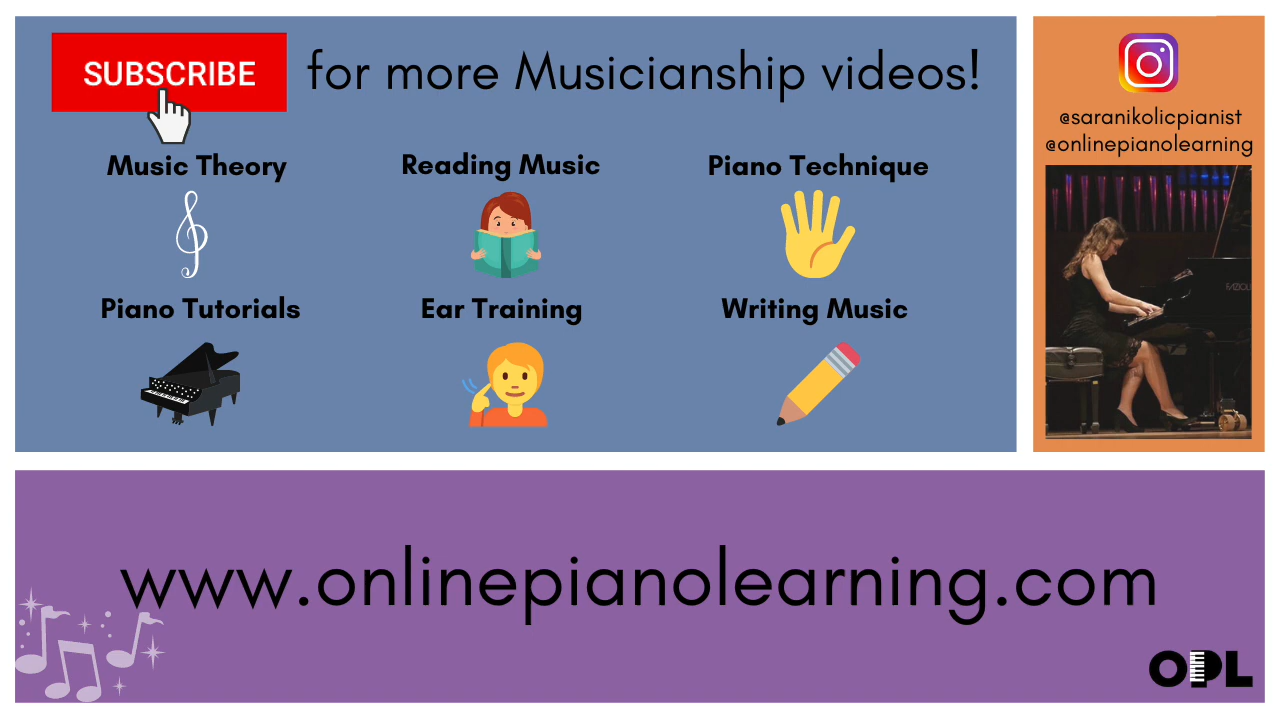 SUBSCRIBE for more Musicianship videos!
Music Theory
Reading Music
Piano Technique
Piano Tutorials
Ear Training
Writing Music
@saranikolicpianist
@onlinepianolearning
FAZIOLI
www.onlinepianolearning.com
OPL